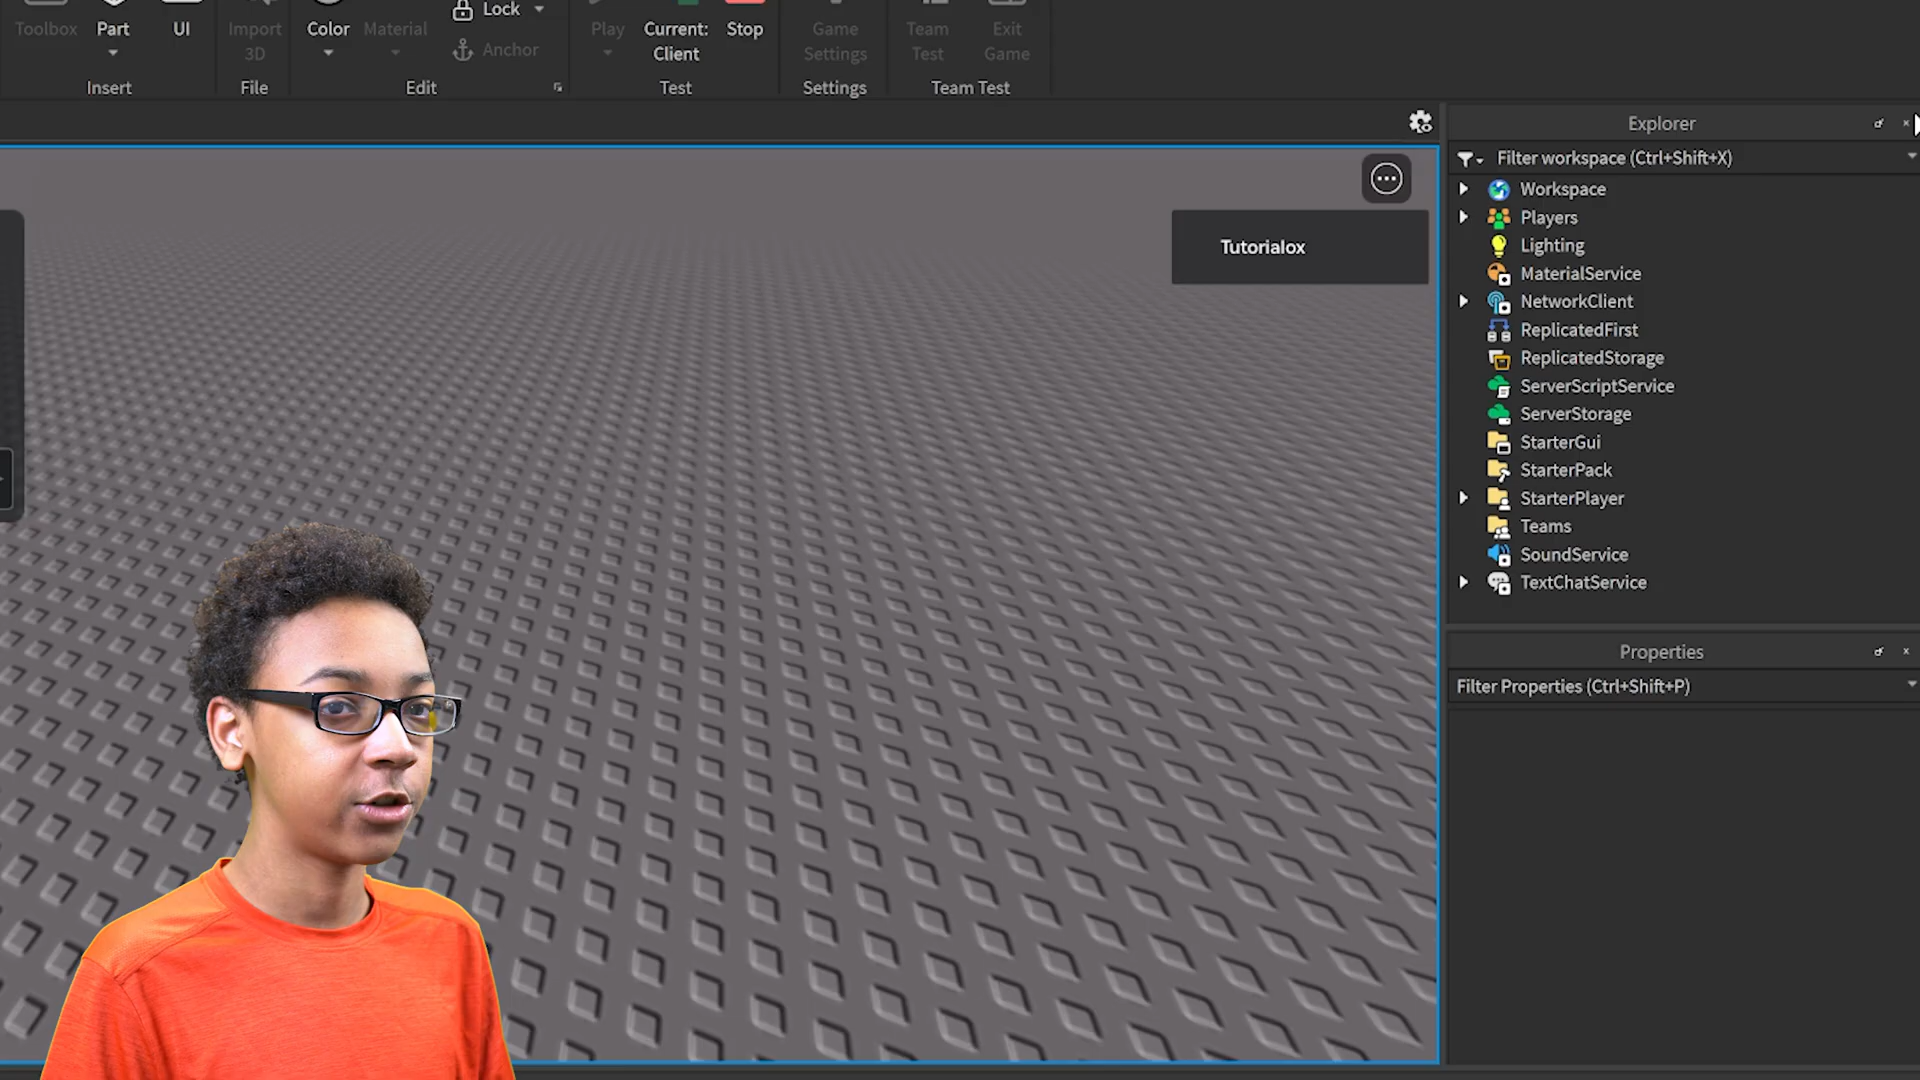 Toolbox
Part
UI
Insert
Import
3D
File
Color
Material
Lock
Anchor
Edit
Play
Current:
Client
Stop
Test
Game
Settings
Settings
Team
Test
Exit
Game
Team Test
Tutorialox
Explorer
Filter workspace (Ctrl+Shift+X)
Workspace
Players
Lighting
MaterialService
NetworkClient
ReplicatedFirst
ReplicatedStorage
ServerScriptService
ServerStorage
StarterGui
StarterPack
StarterPlayer
Teams
SoundService
TextChatService
Properties
Filter Properties (Ctrl+Shift+P)